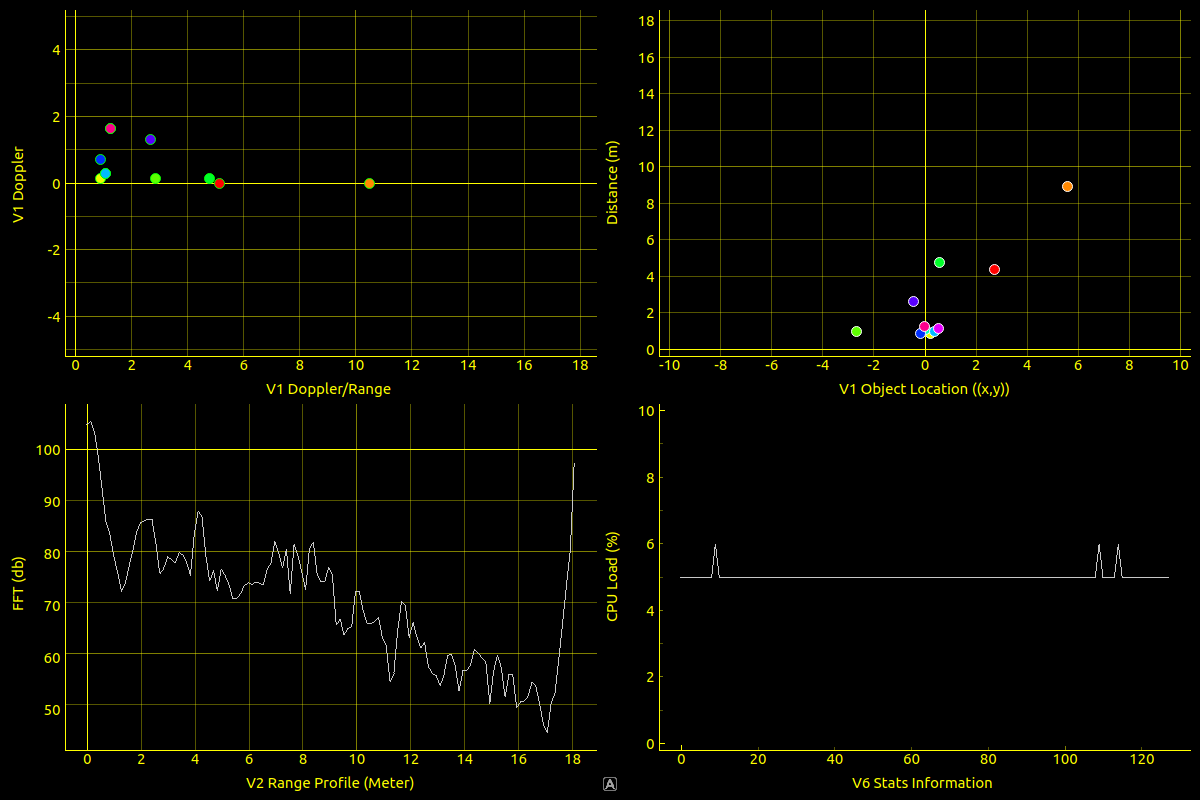 4
2
0
-2
-4
V1 Doppler
0 2 4 6 8 10 12 14 16 18
V1 Doppler/Range
18
16
14
12
10
8
6
4
2
0
Distance (m)
-10 -8 -6 -4 -2 0 2 4 6 8 10
V1 Object Location ((x,y))
100
90
80
70
60
50
FFT (db)
0 2 4 6 8 10 12 14 16 18
V2 Range Profile (Meter)
10
8
6
4
2
0
CPU Load (%)
0 20 40 60 80 100 120
V6 Stats Information
A